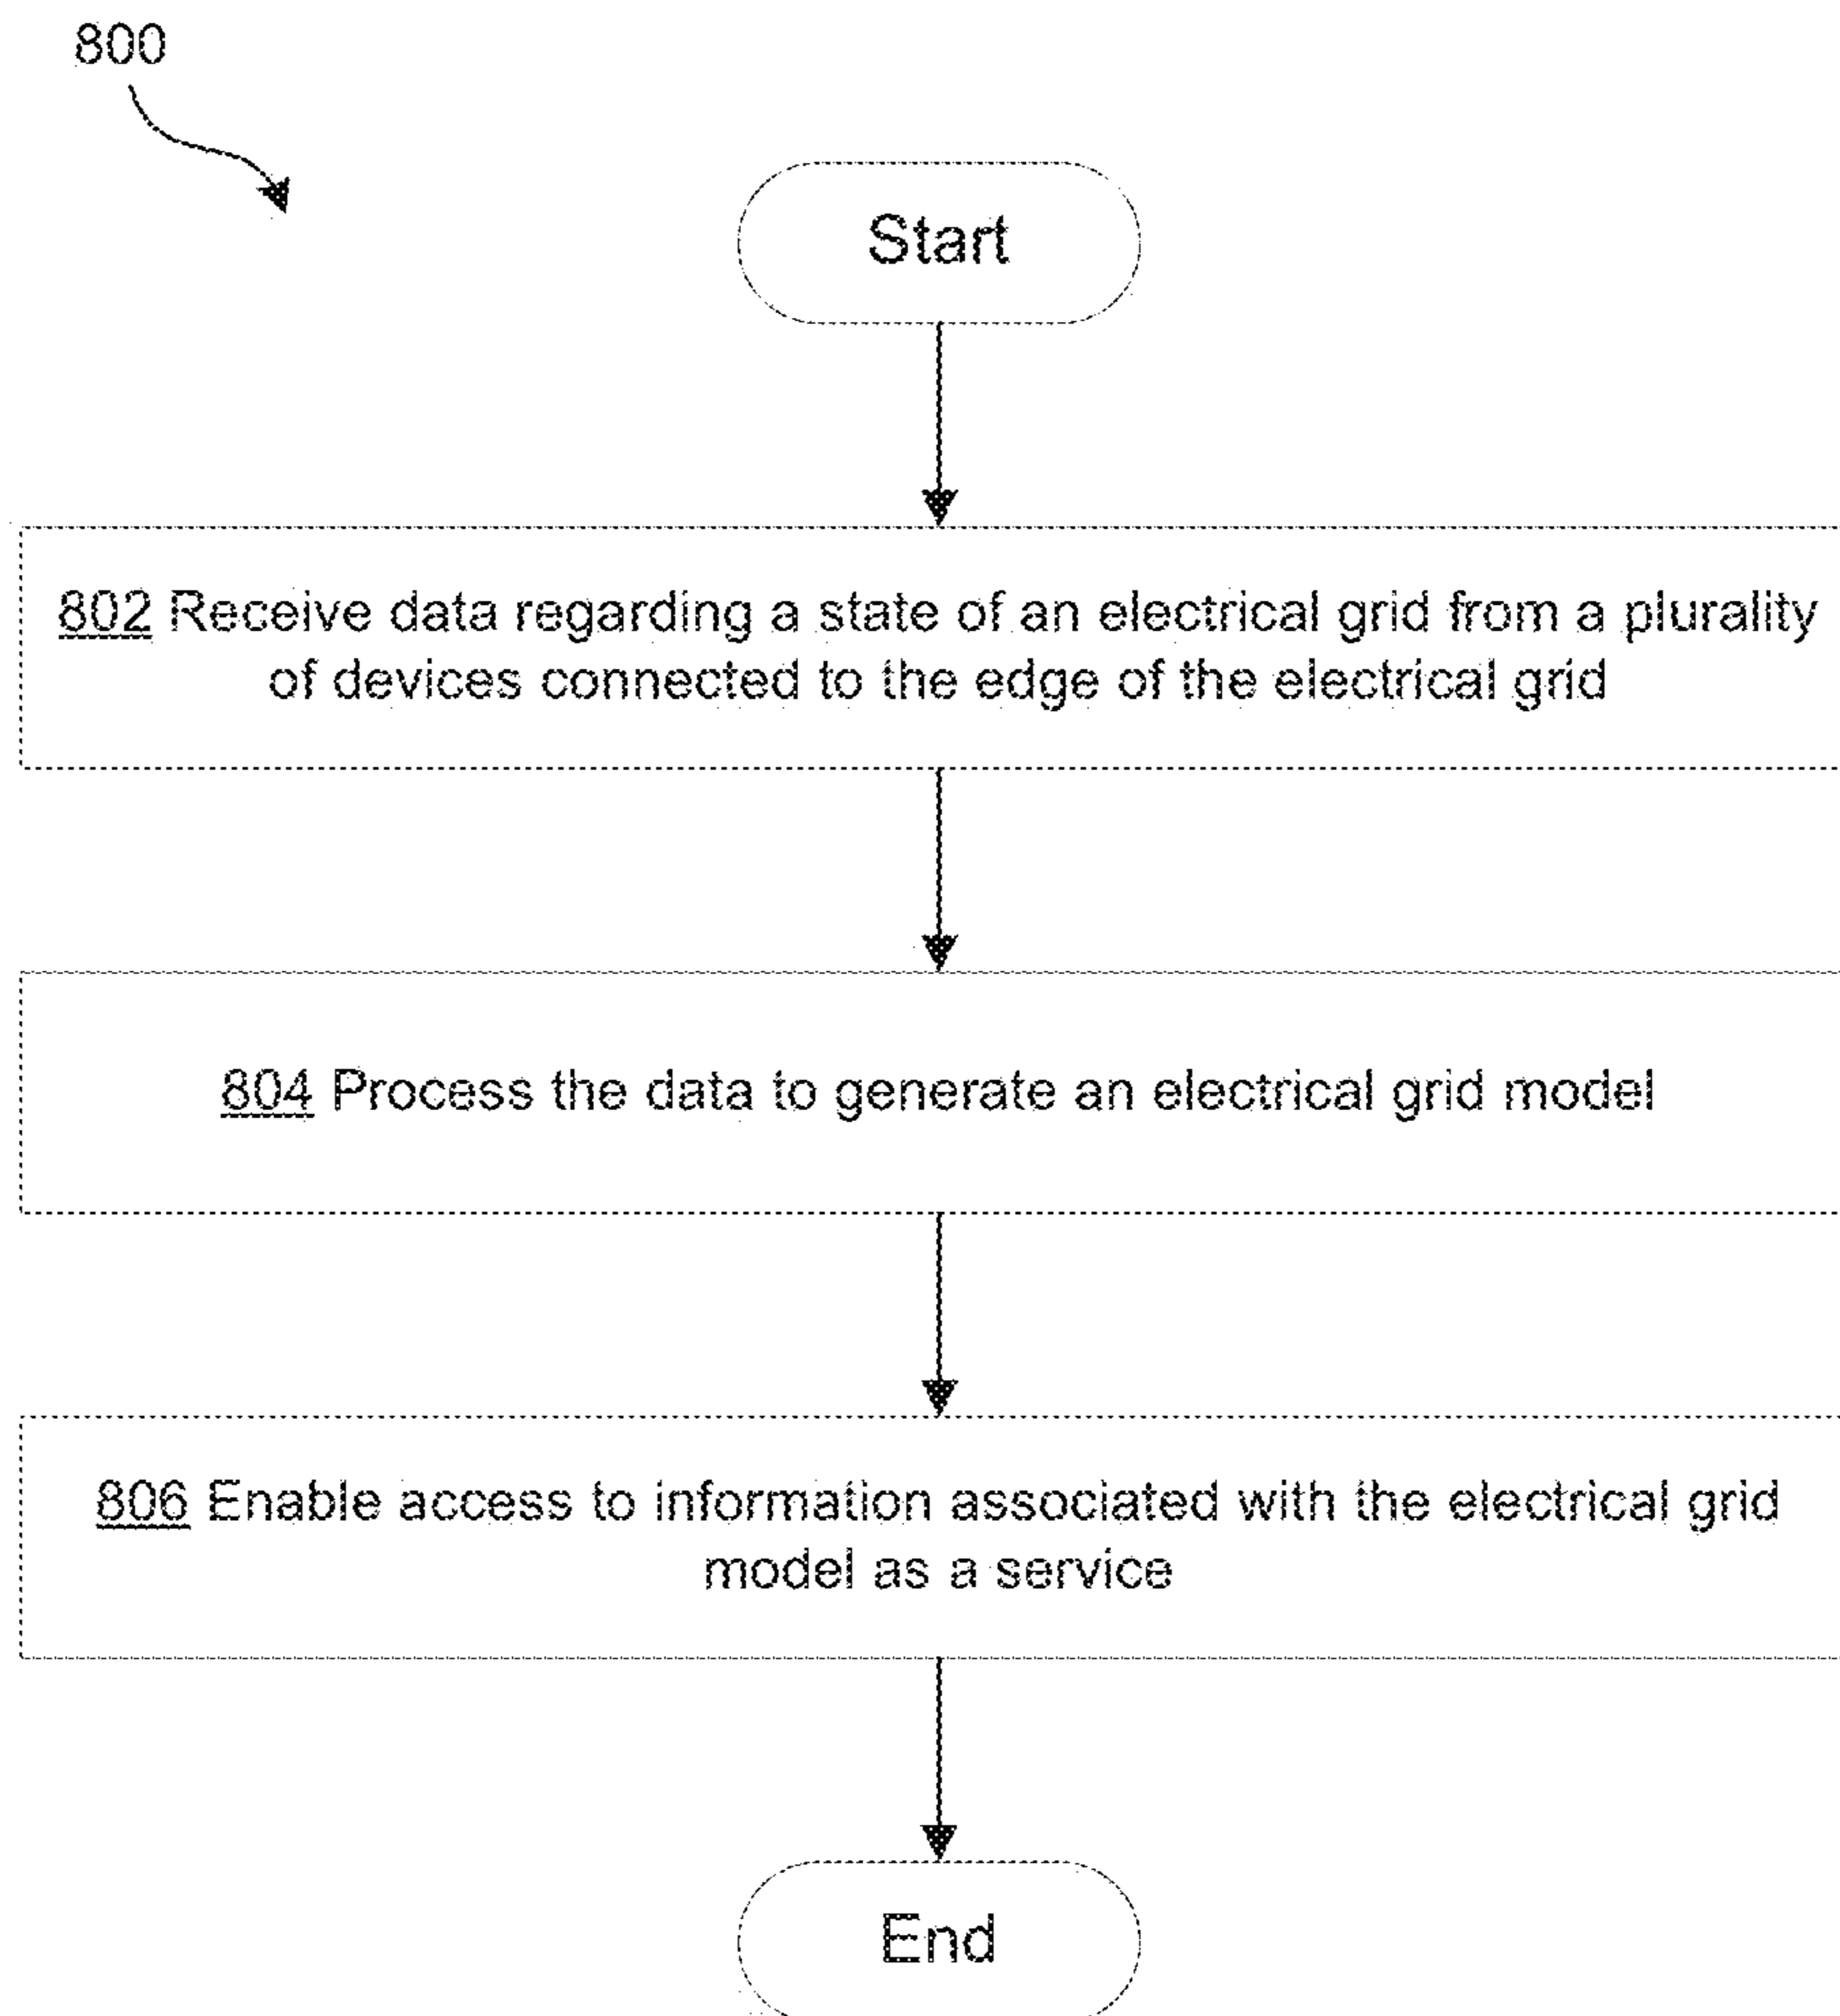 800
Start
802 Receive data regarding a state of an electrical grid from a plurality
of devices connected to the edge of the electrical grid
804 Process the data to generate an electrical grid model
806 Enable access to information associated with the electrical grid
model as a service
End